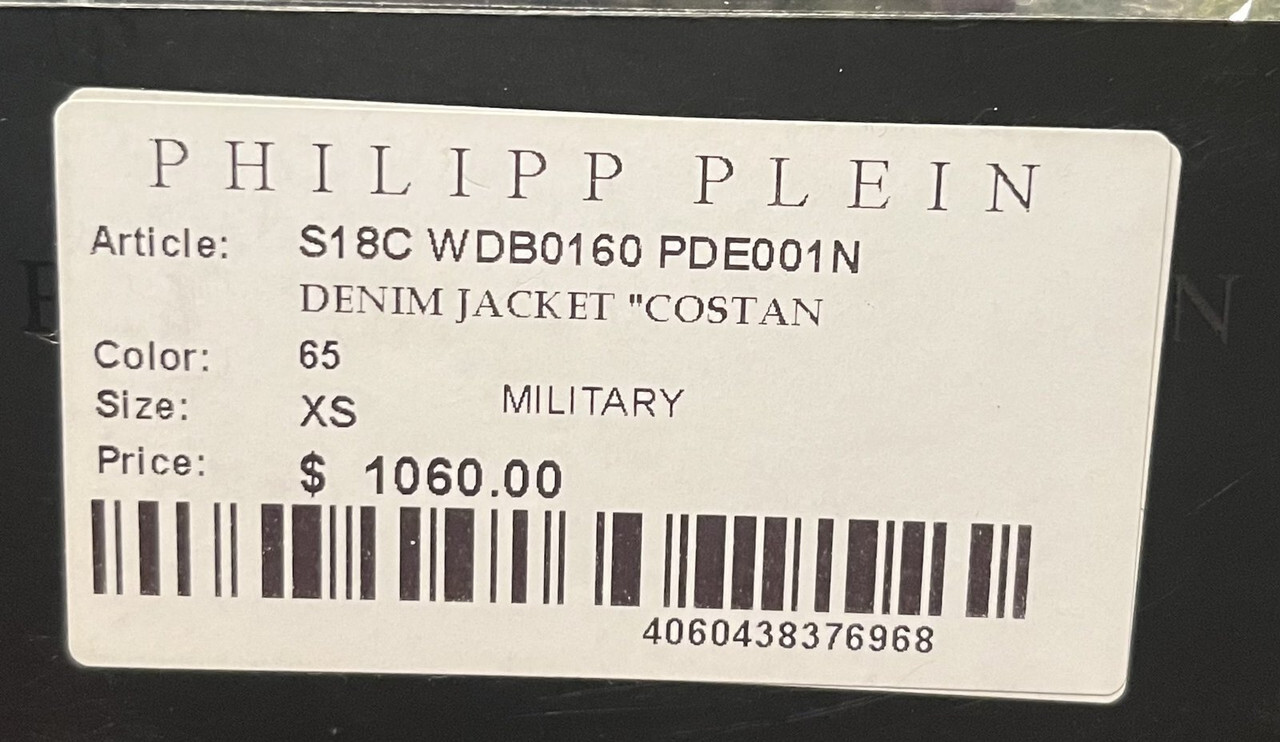 PHILIPP PLEIN
Article: S18C WDB0160 PDE001N
DENIM JACKET "COSTAN
Color: 65
MILITARY
Size: XS
Price: $ 1060.00
4060438376968
N